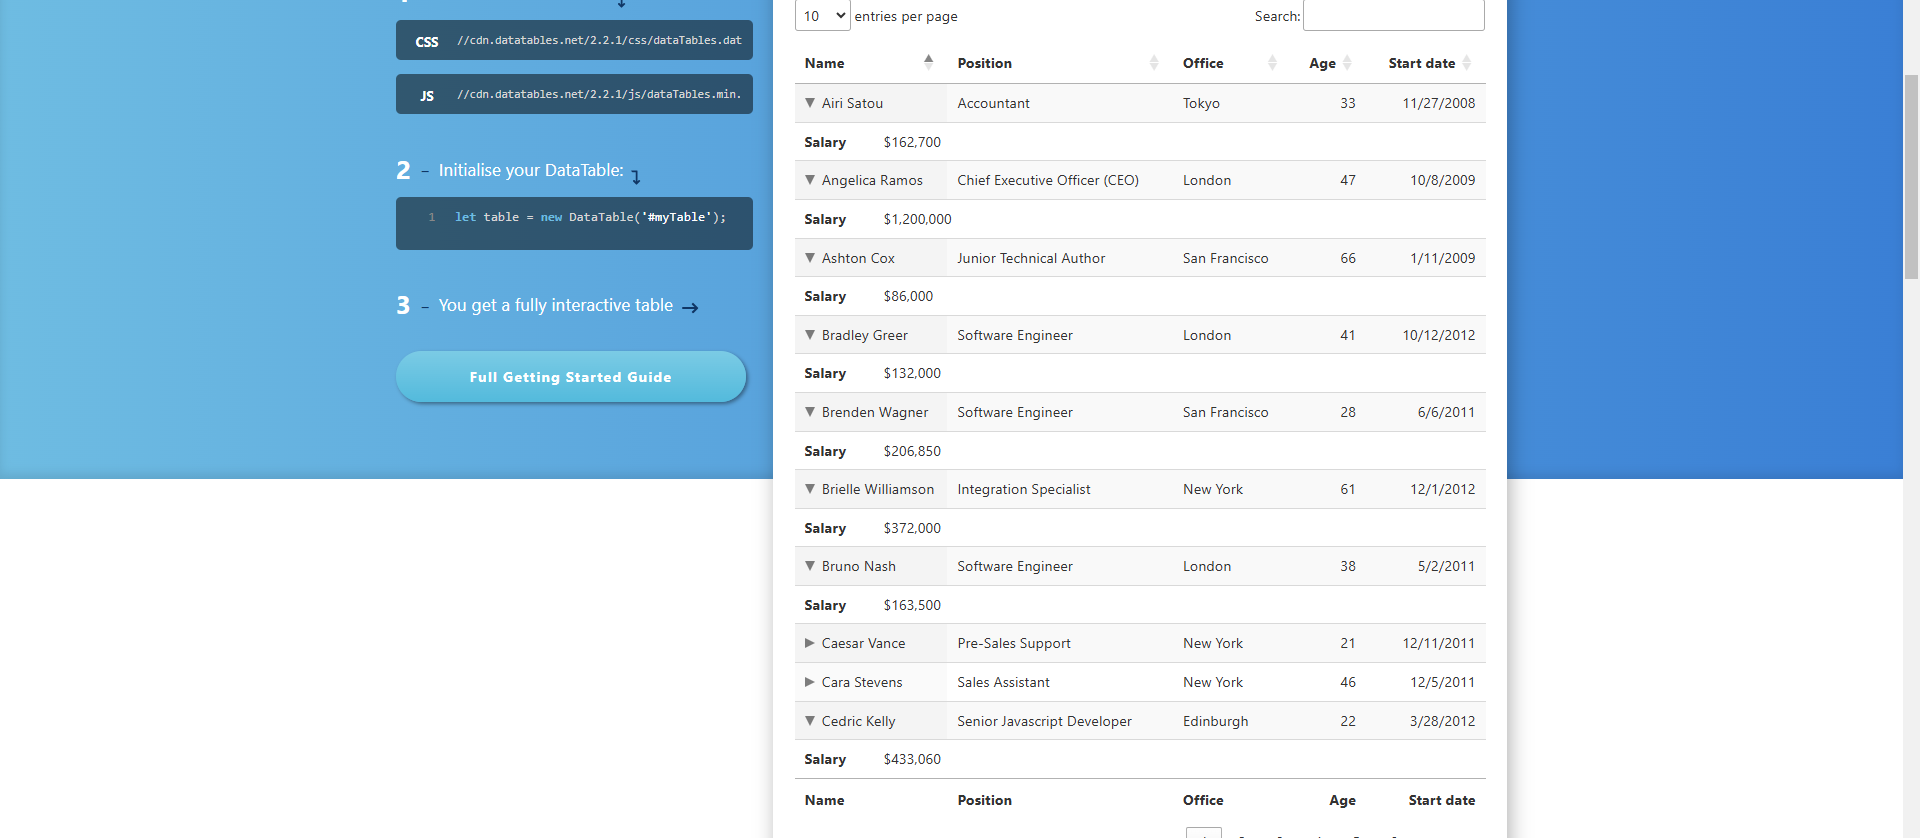 CSS //cdn.datatables.net/2.2.1/css/dataTables.dat
JS //cdn.datatables.net/2.2.1/js/dataTables.min.
2 – Initialise your DataTable:
1 let table = new DataTable('#myTable');
3 – You get a fully interactive table →
Full Getting Started Guide
10 entries per page Search:
Name Position Office Age Start date
▼ Airi Satou Accountant Tokyo 33 11/27/2008
Salary $162,700
▼ Angelica Ramos Chief Executive Officer (CEO) London 47 10/8/2009
Salary $1,200,000
▼ Ashton Cox Junior Technical Author San Francisco 66 1/11/2009
Salary $86,000
▼ Bradley Greer Software Engineer London 41 10/12/2012
Salary $132,000
▼ Brenden Wagner Software Engineer San Francisco 28 6/6/2011
Salary $206,850
▼ Brielle Williamson Integration Specialist New York 61 12/1/2012
Salary $372,000
▼ Bruno Nash Software Engineer London 38 5/2/2011
Salary $163,500
▶ Caesar Vance Pre-Sales Support New York 21 12/11/2011
▶ Cara Stevens Sales Assistant New York 46 12/5/2011
▼ Cedric Kelly Senior Javascript Developer Edinburgh 22 3/28/2012
Salary $433,060
Name Position Office Age Start date